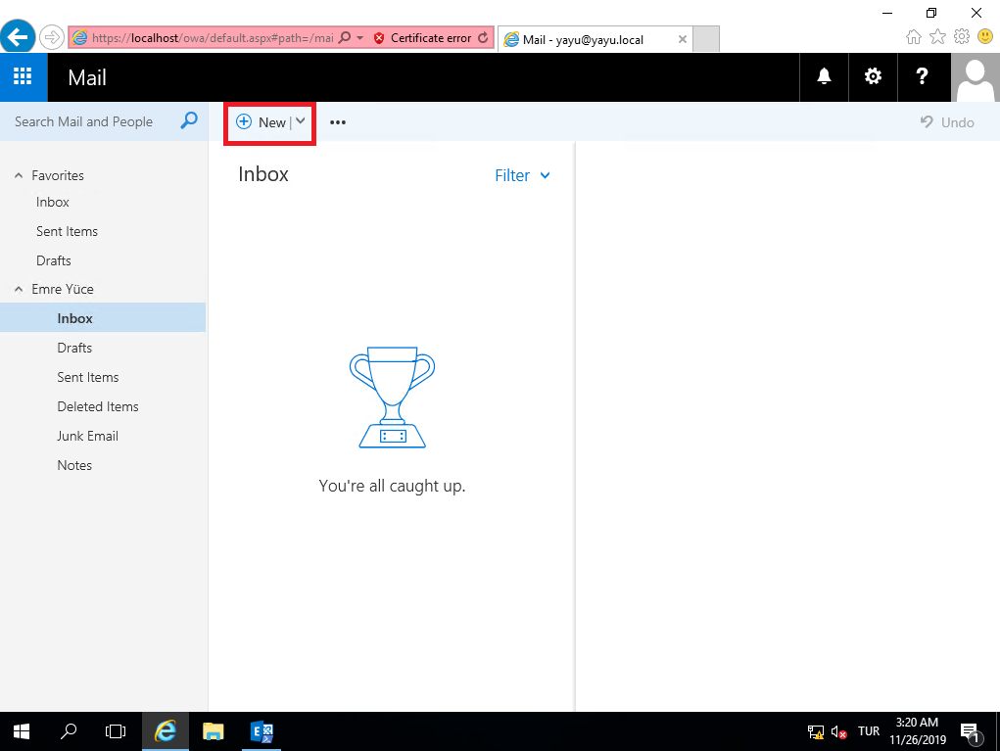 https://localhost/owa/default.aspx#path=/mai
Certificate error
Mail - yayu@yayu.local
Mail
?
Search Mail and People
New
Undo
Favorites
Inbox
Sent Items
Drafts
Emre Yüce
Inbox
Drafts
Sent Items
Deleted Items
Junk Email
Notes
Inbox
Filter
You're all caught up.
TUR
3:20 AM
11/26/2019
1